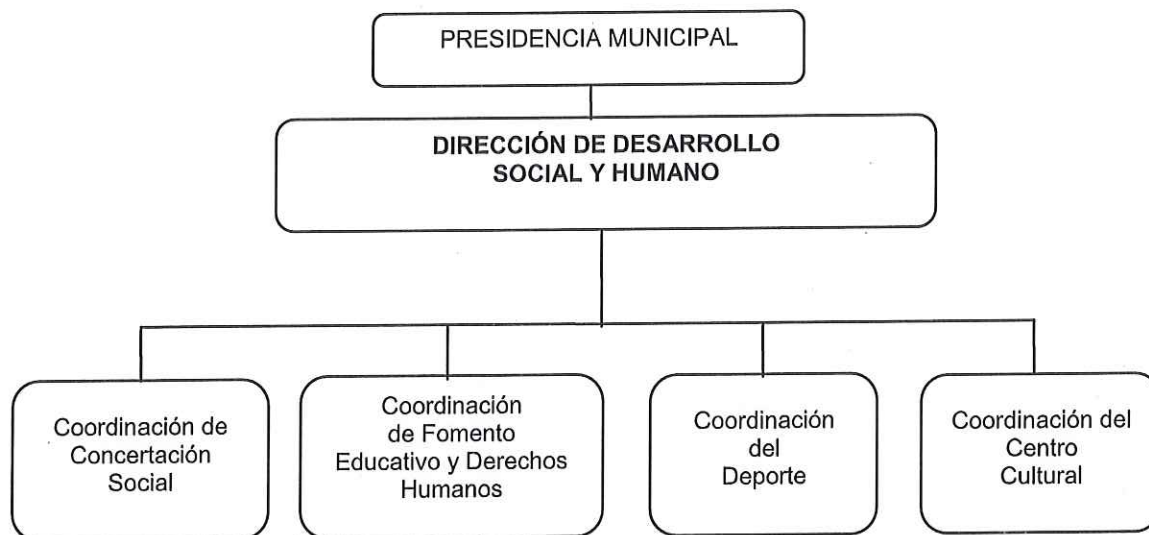 PRESIDENCIA MUNICIPAL
DIRECCIÓN DE DESARROLLO
SOCIAL Y HUMANO
Coordinación de
Concertación
Social
Coordinación
de Fomento
Educativo y Derechos
Humanos
Coordinación
del
Deporte
Coordinación del
Centro
Cultural